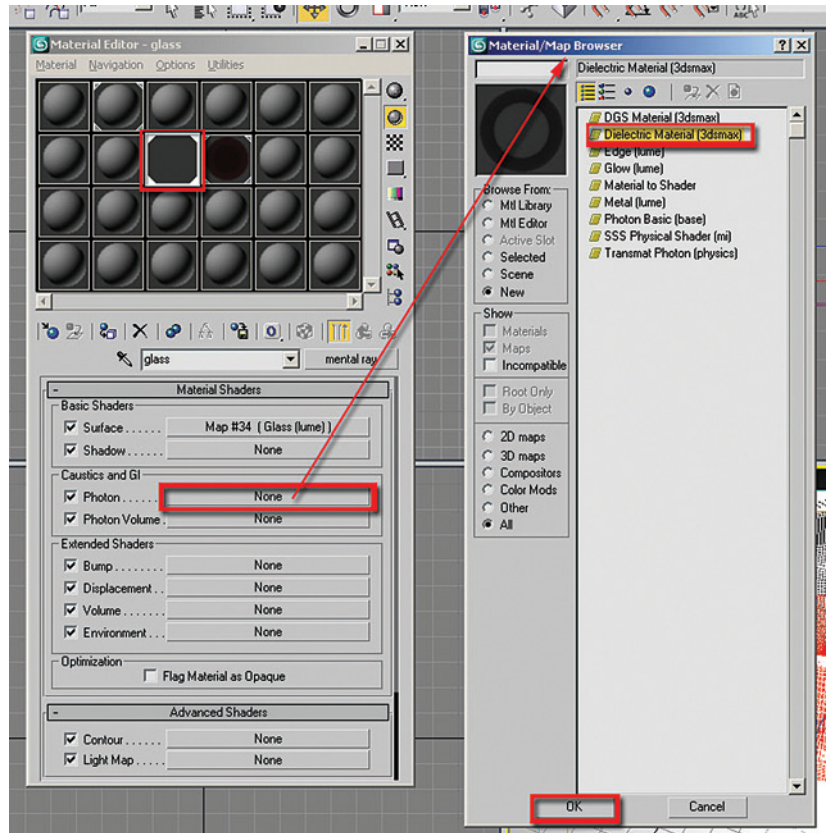 ABC
Material Editor - glass
Material Navigation Options Utilities
glass
mental ray
- Material Shaders
Basic Shaders
Surface . . . . . . Map #34 ( Glass (lume) )
Shadow . . . . . None
Caustics and GI
Photon . . . . . . None
Photon Volume . None
Extended Shaders
Bump . . . . . . . . None
Displacement . . None
Volume . . . . . . . None
Environment . . . None
Optimization
Flag Material as Opaque
- Advanced Shaders
Contour . . . . . . None
Light Map . . . . . None
Material/Map Browser
Dielectric Material (3dsmax)
Browse From:
Mtl Library
Mtl Editor
Active Slot
Selected
Scene
New
Show
Materials
Maps
Incompatible
Root Only
By Object
2D maps
3D maps
Compositors
Color Mods
Other
All
DGS Material (3dsmax)
Dielectric Material (3dsmax)
Edge (lume)
Glow (lume)
Material to Shader
Metal (lume)
Photon Basic (base)
SSS Physical Shader (mi)
Transmat Photon (physics)
OK Cancel